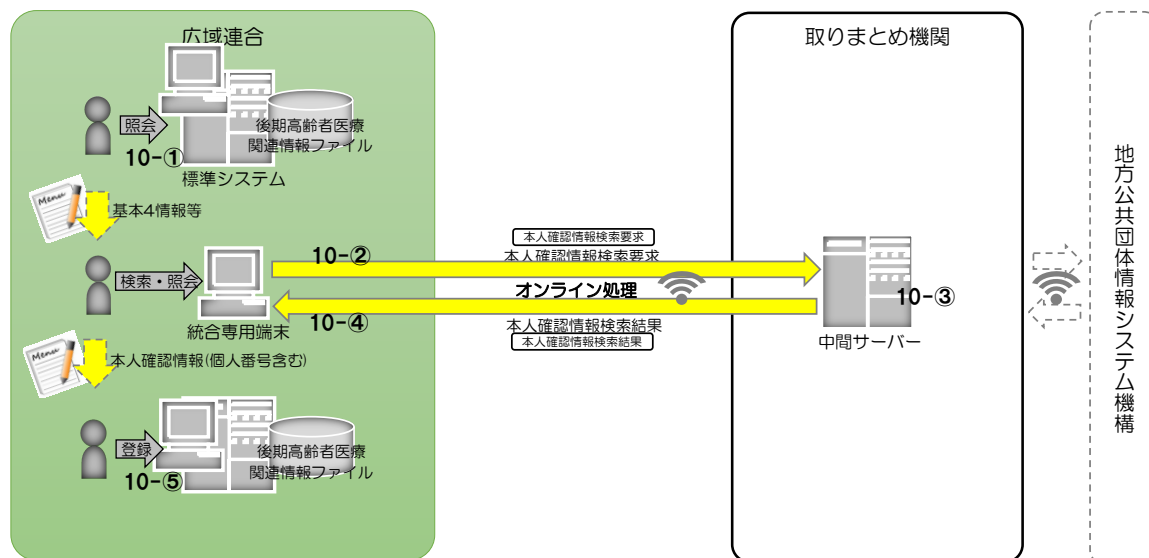 広域連合
照会
10-①
後期高齢者医療
関連情報ファイル
標準システム
Menu
基本4情報等
検索・照会
統合専用端末
Menu
本人確認情報(個人番号含む)
登録
10-⑤
後期高齢者医療
関連情報ファイル
10-②
本人確認情報検索要求
本人確認情報検索要求
オンライン処理
10-④
本人確認情報検索結果
本人確認情報検索結果
取りまとめ機関
10-③
中間サーバー
地方公共団体情報システム機構